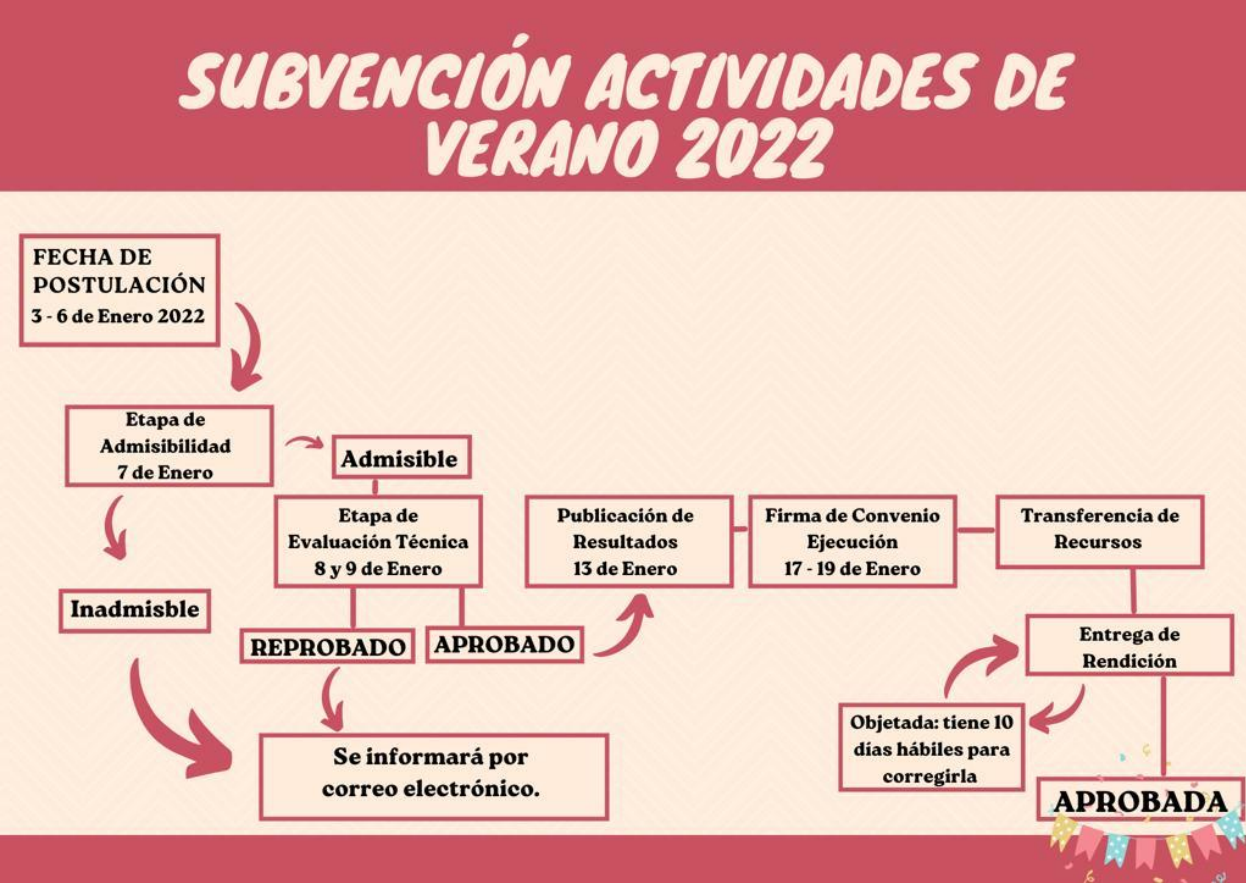 SUBVENCIÓN ACTIVIDADES DE
VERANO 2022
FECHA DE
POSTULACIÓN
3 - 6 de Enero 2022
Etapa de
Admisibilidad
7 de Enero
Admisible
Inadmisble
Etapa de
Evaluación Técnica
8 y 9 de Enero
REPROBADO
APROBADO
Se informará por
correo electrónico.
Publicación de
Resultados
13 de Enero
Firma de Convenio
Ejecución
17 - 19 de Enero
Transferencia de
Recursos
Entrega de
Rendición
Objetada: tiene 10
días hábiles para
corregirla
APROBADA